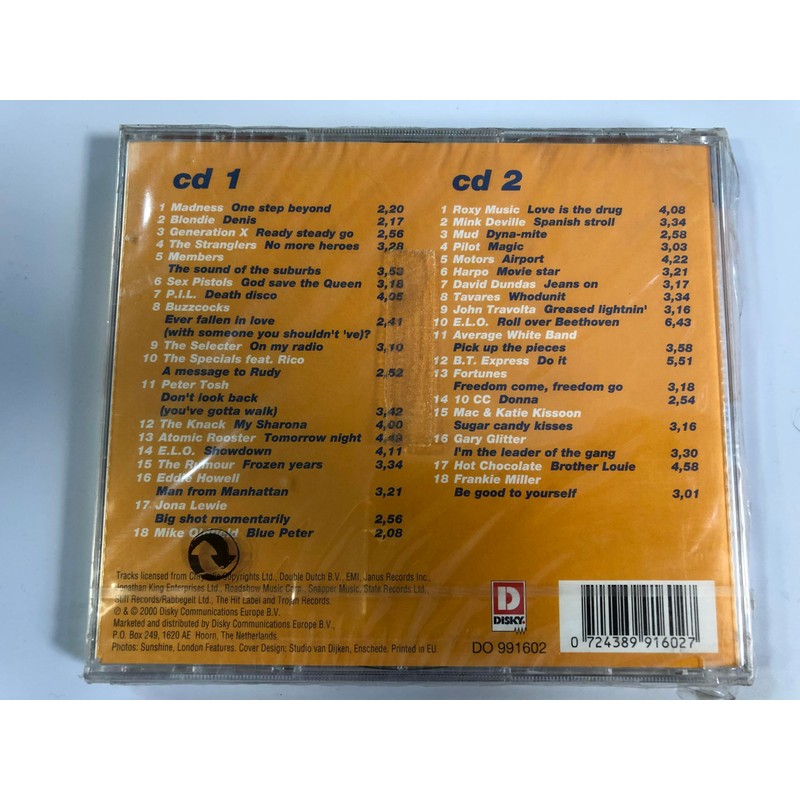 cd 1
1 Madness One step beyond 2,20
2 Blondie Denis 2,17
3 Generation X Ready steady go 2,56
4 The Stranglers No more heroes 3,28
5 Members
The sound of the suburbs 3,53
6 Sex Pistols God save the Queen 3,18
7 P.I.L. Death disco 4,05
8 Buzzcocks
Ever fallen in love 2,41
(with someone you shouldn't 've)?
9 The Selecter On my radio 3,10
10 The Specials feat. Rico
A message to Rudy 2,52
11 Peter Tosh
Don't look back
(you've gotta walk) 3,42
12 The Knack My Sharona 4,00
13 Atomic Rooster Tomorrow night 4,49
14 E.L.O. Showdown 4,11
15 The Rumour Frozen years 3,34
16 Eddie Howell
Man from Manhattan 3,21
17 Jona Lewie
Big shot momentarily 2,56
18 Mike Oldfield Blue Peter 2,08
cd 2
1 Roxy Music Love is the drug 4,08
2 Mink Deville Spanish stroll 3,34
3 Mud Dyna-mite 2,58
4 Pilot Magic 3,03
5 Motors Airport 4,22
6 Harpo Movie star 3,21
7 David Dundas Jeans on 3,17
8 Tavares Whodunit 3,34
9 John Travolta Greased lightnin' 3,16
10 E.L.O. Roll over Beethoven 6,43
11 Average White Band
Pick up the pieces 3,58
12 B.T. Express Do it 5,51
13 Fortunes
Freedom come, freedom go 3,18
14 10 CC Donna 2,54
15 Mac & Katie Kissoon
Sugar candy kisses 3,16
16 Gary Glitter
I'm the leader of the gang 3,30
17 Hot Chocolate Brother Louie 4,58
18 Frankie Miller
Be good to yourself 3,01
Tracks licensed from Chrysalis Copyrights Ltd., Double Dutch B.V., EMI, Janus Records Inc.,
Jonathan King Enterprises Ltd., Roadshow Music Corp., Snapper Music, State Records Ltd.,
Stiff Records/Rabbegelt Ltd., The Hit Label and Trojan Records.
℗ & © 2000 Disky Communications Europe B.V.
Marketed and distributed by Disky Communications Europe B.V.,
P.O. Box 249, 1620 AE Hoorn, The Netherlands.
Photos: Sunshine, London Features. Cover Design: Studio van Dijken, Enschede. Printed in EU.
D
DISKY
DO 991602
0 724389 916027